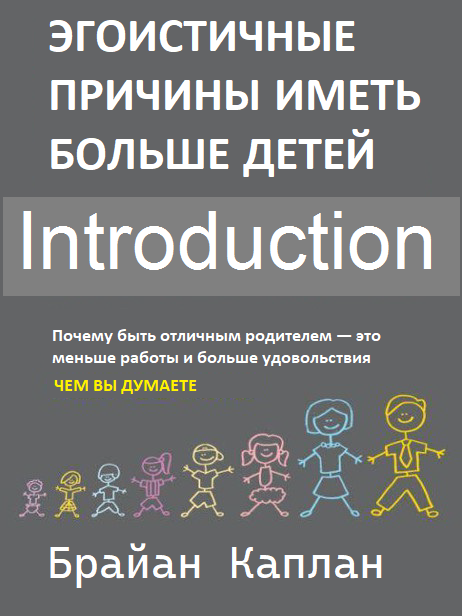 ЭГОИСТИЧНЫЕ
ПРИЧИНЫ ИМЕТЬ
БОЛЬШЕ ДЕТЕЙ
Introduction
Почему быть отличным родителем — это
меньше работы и больше удовольствия
ЧЕМ ВЫ ДУМАЕТЕ
Брайан Каплан